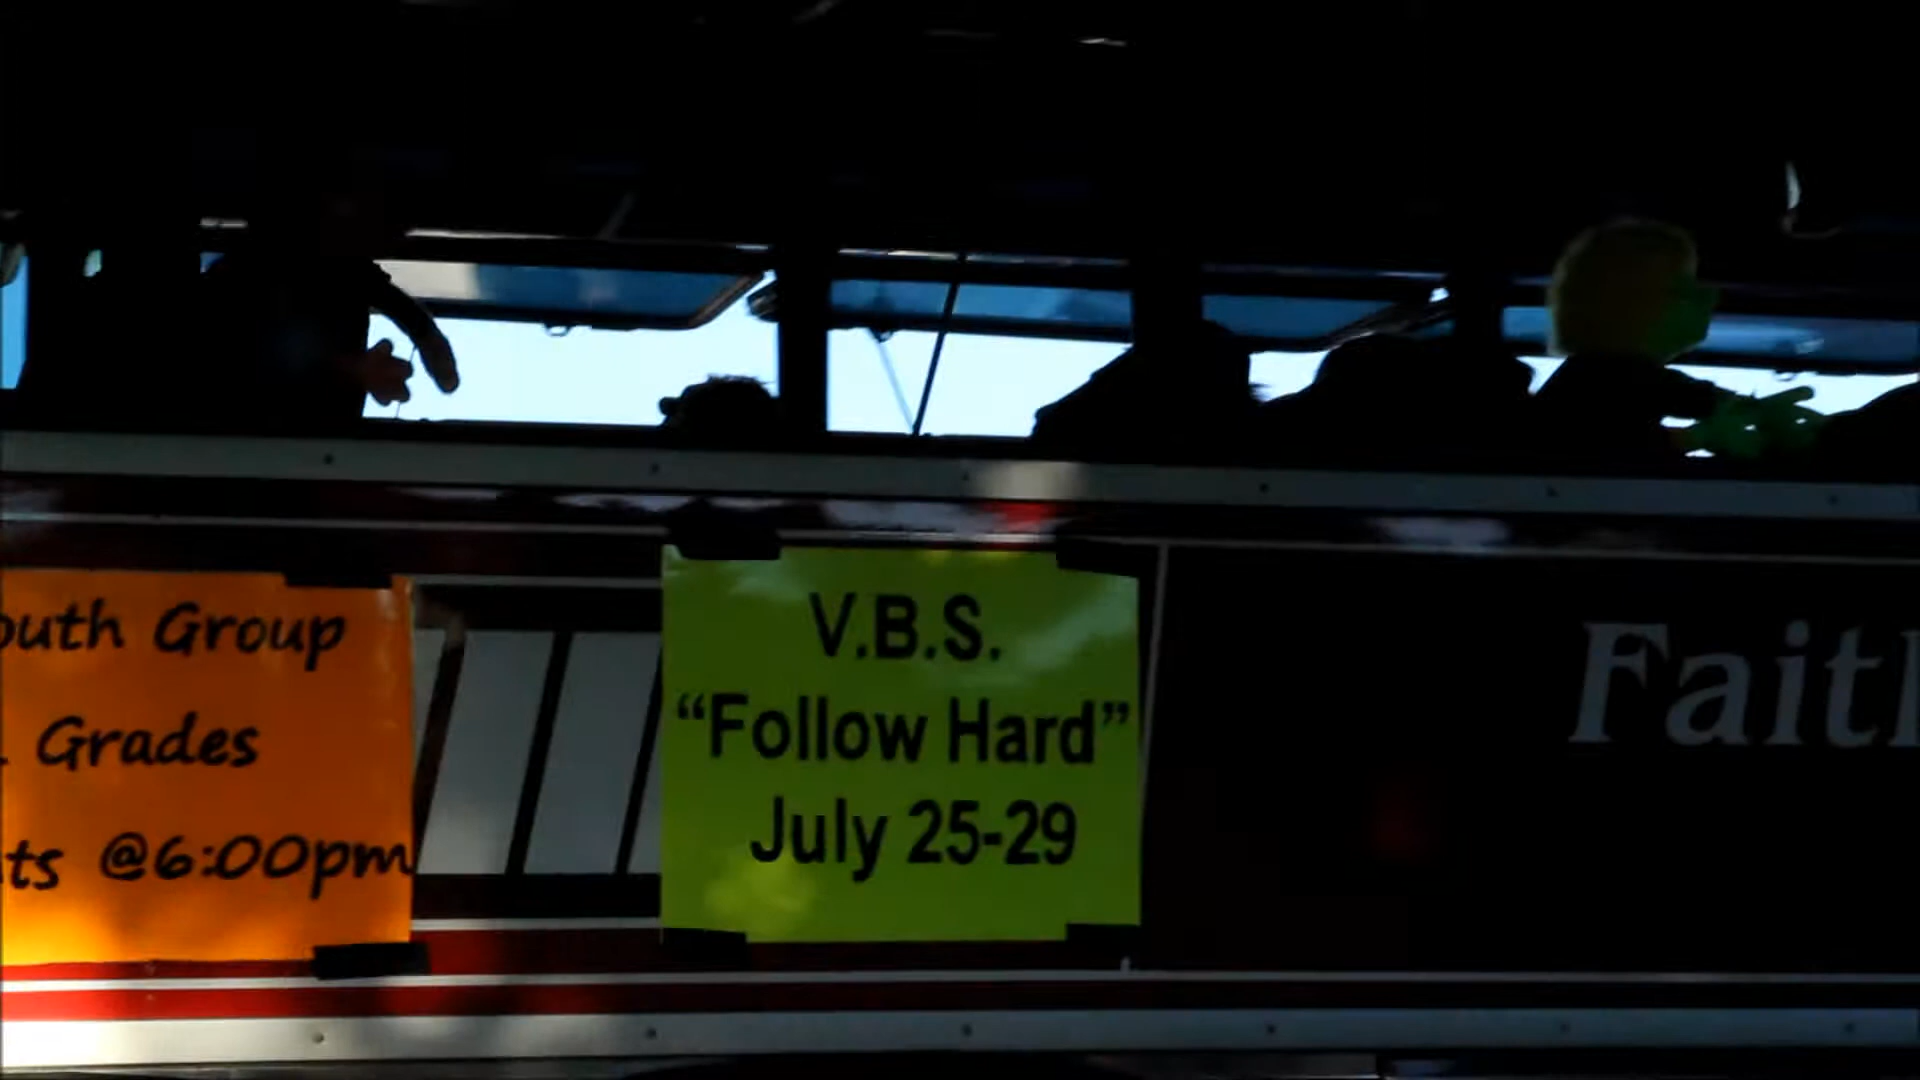 outh Group
Grades
ts @6:00pm
V.B.S.
“Follow Hard”
July 25-29
Fait